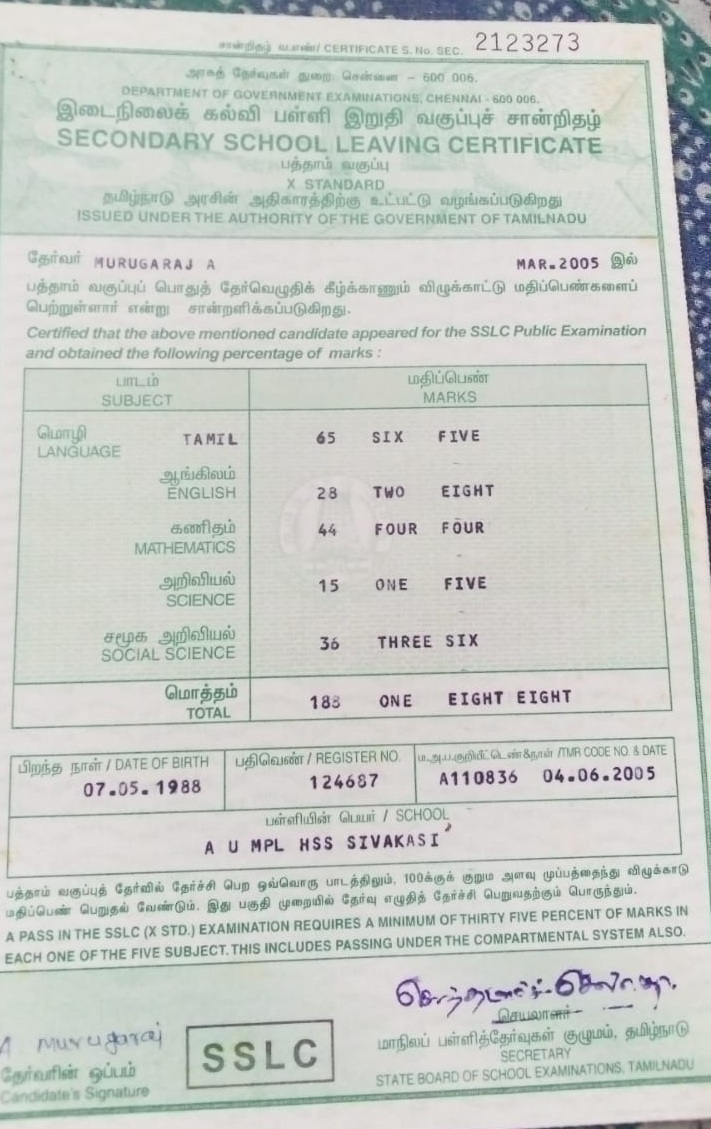 சான்றிதழ் வ.எண்/ CERTIFICATE S. No. SEC. 2123273
அரசுத் தேர்வுகள் துறை, சென்னை - 600 006.
DEPARTMENT OF GOVERNMENT EXAMINATIONS, CHENNAI - 600 006.
இடைநிலைக் கல்வி பள்ளி இறுதி வகுப்புச் சான்றிதழ்
SECONDARY SCHOOL LEAVING CERTIFICATE
பத்தாம் வகுப்பு
X STANDARD
தமிழ்நாடு அரசின் அதிகாரத்திற்கு உட்பட்டு வழங்கப்படுகிறது
ISSUED UNDER THE AUTHORITY OF THE GOVERNMENT OF TAMILNADU
தேர்வர் MURUGARAJ A MAR.2005 இல்
பத்தாம் வகுப்புப் பொதுத் தேர்வெழுதிக் கீழ்க்காணும் விழுக்காட்டு மதிப்பெண்களைப்
பெற்றுள்ளார் என்று சான்றளிக்கப்படுகிறது.
Certified that the above mentioned candidate appeared for the SSLC Public Examination
and obtained the following percentage of marks :
பாடம் மதிப்பெண்
SUBJECT MARKS
மொழி TAMIL 65 SIX FIVE
LANGUAGE
ஆங்கிலம்
ENGLISH 28 TWO EIGHT
கணிதம் 44 FOUR FOUR
MATHEMATICS
அறிவியல் 15 ONE FIVE
SCIENCE
சமூக அறிவியல் 36 THREE SIX
SOCIAL SCIENCE
மொத்தம் 188 ONE EIGHT EIGHT
TOTAL
பிறந்த நாள் / DATE OF BIRTH பதிவெண் / REGISTER NO. ம.அ.ப.குறியீட்டெண்&நாள் /TMR CODE NO. & DATE
07.05.1988 124687 A110836 04.06.2005
பள்ளியின் பெயர் / SCHOOL
A U MPL HSS SIVAKASI
பத்தாம் வகுப்புத் தேர்வில் தேர்ச்சி பெற ஒவ்வொரு பாடத்திலும், 100க்குக் குறும அளவு முப்பத்தைந்து விழுக்காடு
மதிப்பெண் பெறுதல் வேண்டும். இது பகுதி முறையில் தேர்வு எழுதித் தேர்ச்சி பெறுவதற்கும் பொருந்தும்.
A PASS IN THE SSLC (X STD.) EXAMINATION REQUIRES A MINIMUM OF THIRTY FIVE PERCENT OF MARKS IN
EACH ONE OF THE FIVE SUBJECT. THIS INCLUDES PASSING UNDER THE COMPARTMENTAL SYSTEM ALSO.
செயலாளர்
A Murugaraj SSLC மாநிலப் பள்ளித்தேர்வுகள் குழுமம், தமிழ்நாடு
தேர்வரின் ஒப்பம் SECRETARY
Candidate's Signature STATE BOARD OF SCHOOL EXAMINATIONS, TAMILNADU